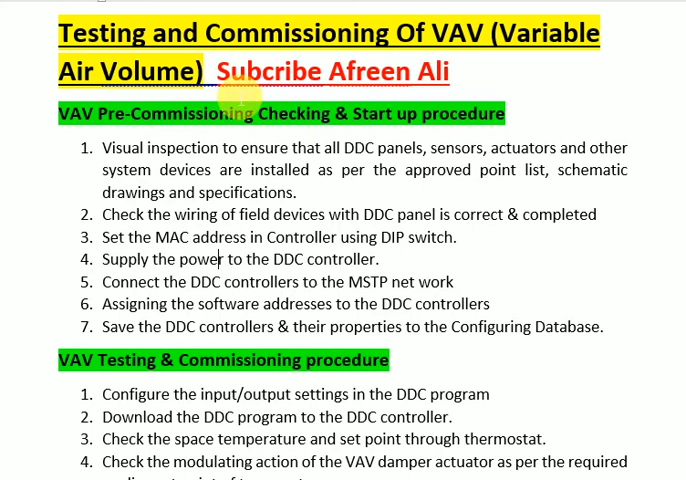 Testing and Commissioning Of VAV (Variable
Air Volume) Subcribe Afreen Ali
VAV Pre-Commissioning Checking & Start up procedure
1. Visual inspection to ensure that all DDC panels, sensors, actuators and other
system devices are installed as per the approved point list, schematic
drawings and specifications.
2. Check the wiring of field devices with DDC panel is correct & completed
3. Set the MAC address in Controller using DIP switch.
4. Supply the power to the DDC controller.
5. Connect the DDC controllers to the MSTP net work
6. Assigning the software addresses to the DDC controllers
7. Save the DDC controllers & their properties to the Configuring Database.
VAV Testing & Commissioning procedure
1. Configure the input/output settings in the DDC program
2. Download the DDC program to the DDC controller.
3. Check the space temperature and set point through thermostat.
4. Check the modulating action of the VAV damper actuator as per the required